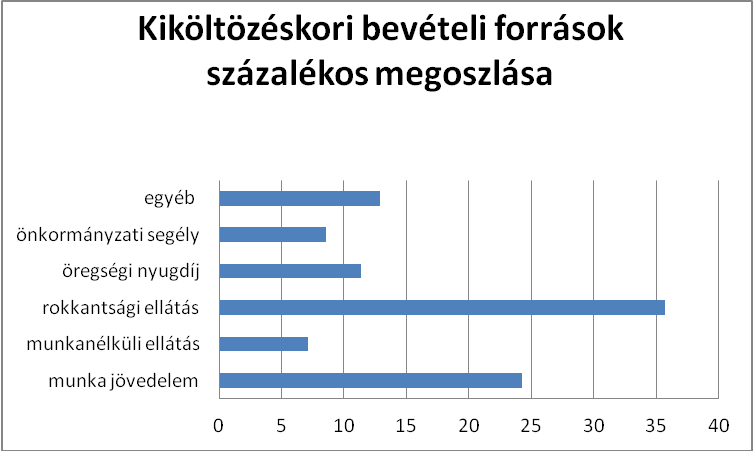 Kiköltözéskori bevételi források
százalékos megoszlása
egyéb
önkormányzati segély
öregségi nyugdíj
rokkantsági ellátás
munkanélküli ellátás
munka jövedelem
0 5 10 15 20 25 30 35 40